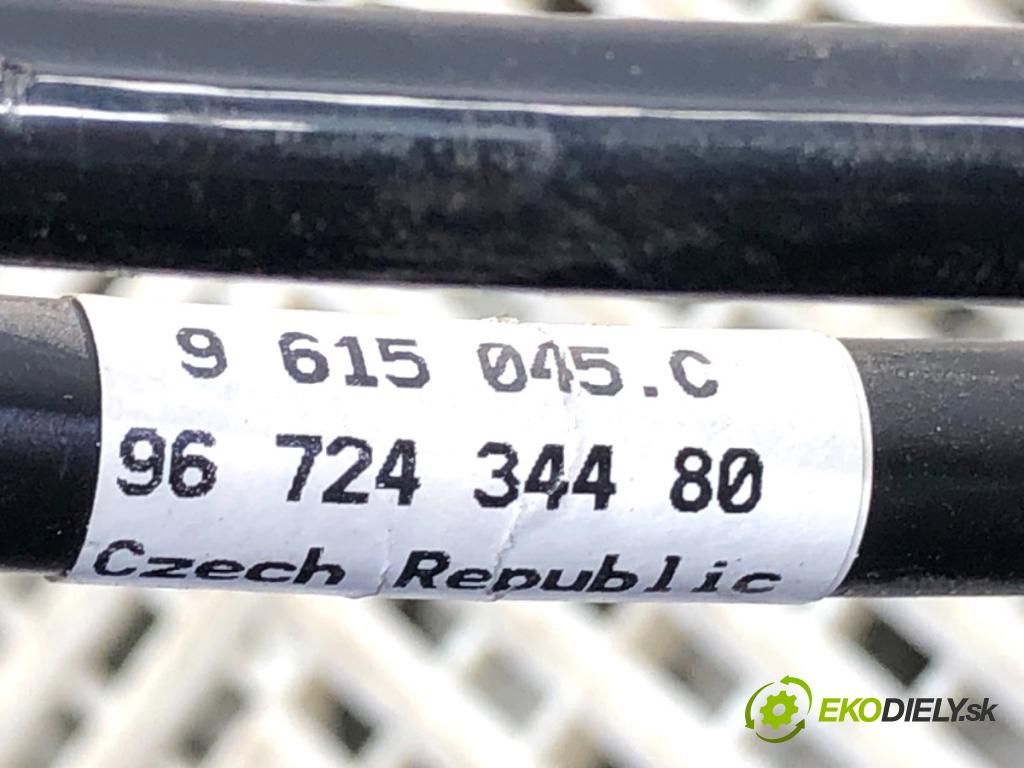 9 615 045.C
96 724 344 80
Czech Republic
EKODIELY.sk